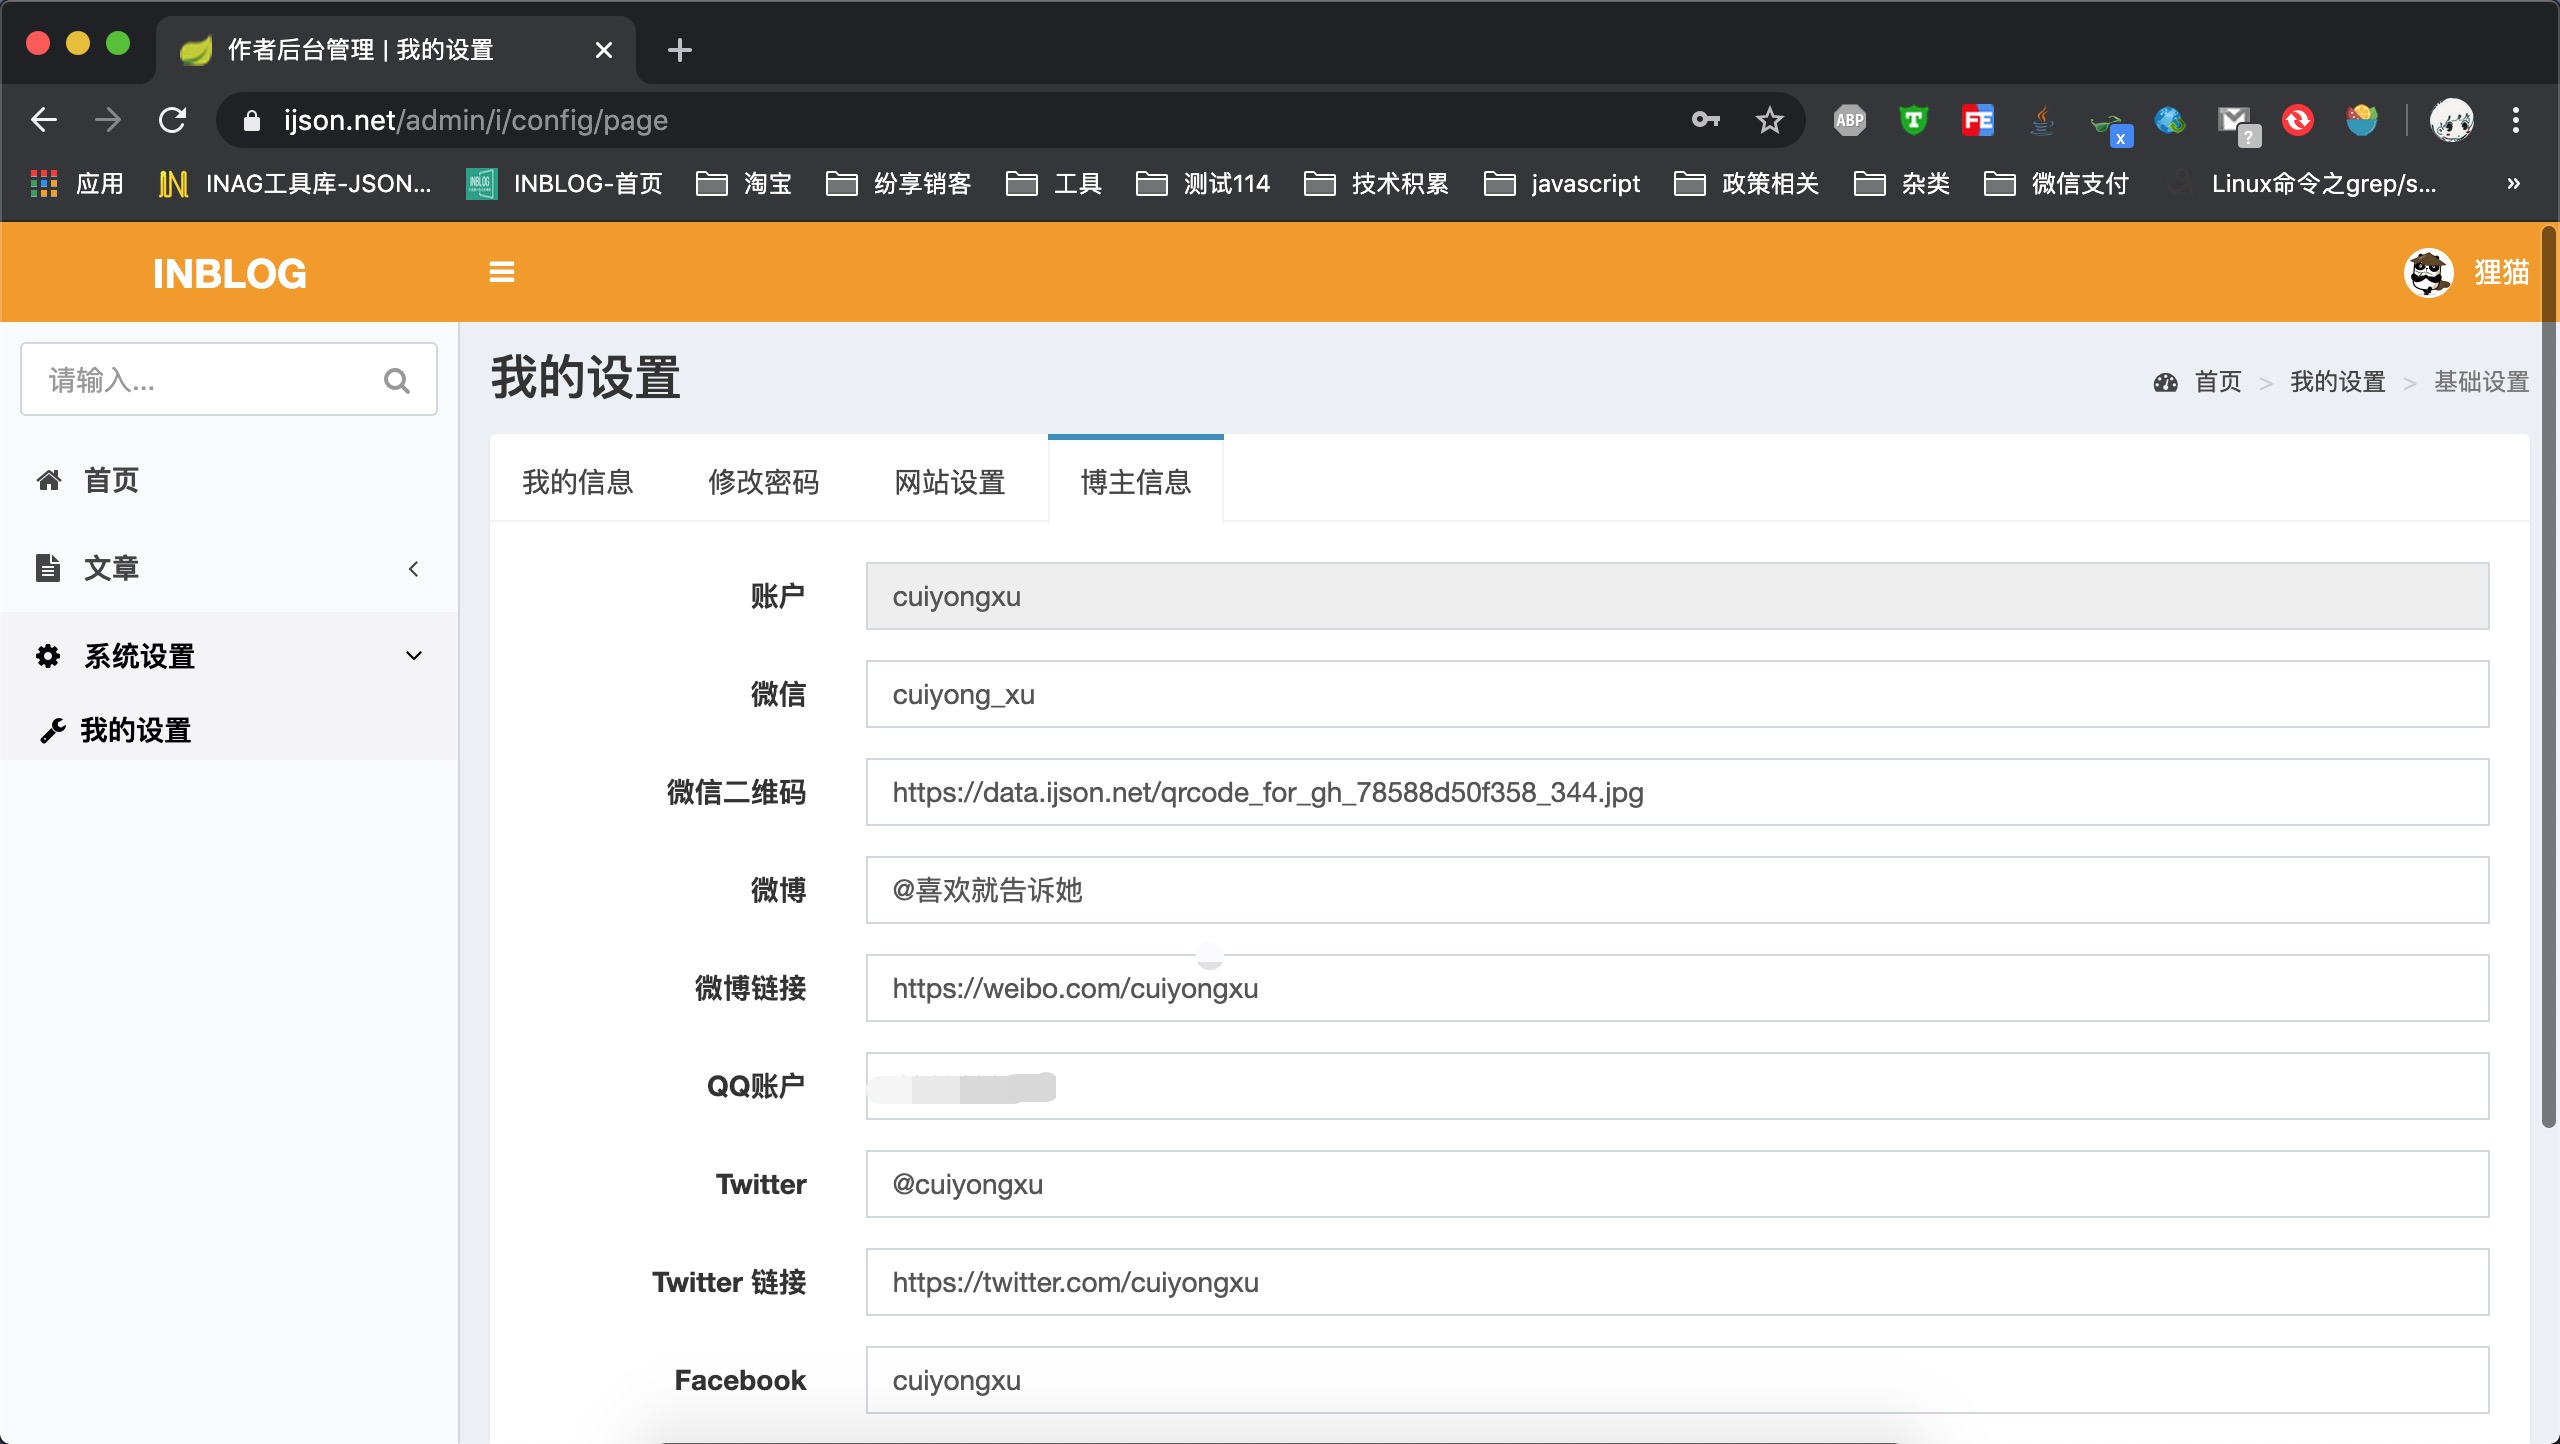 作者后台管理 | 我的设置
ijson.net/admin/i/config/page
ABP
T
FE
x
?
应用
INAG工具库-JSON...
INBLOG
INBLOG-首页
淘宝
纷享销客
工具
测试114
技术积累
javascript
政策相关
杂类
微信支付
Linux命令之grep/s...
»
INBLOG
狸猫
请输入...
首页
文章
系统设置
我的设置
我的设置
首页 > 我的设置 > 基础设置
我的信息
修改密码
网站设置
博主信息
账户 cuiyongxu
微信 cuiyong_xu
微信二维码 https://data.ijson.net/qrcode_for_gh_78588d50f358_344.jpg
微博 @喜欢就告诉她
微博链接 https://weibo.com/cuiyongxu
QQ账户
Twitter @cuiyongxu
Twitter 链接 https://twitter.com/cuiyongxu
Facebook cuiyongxu